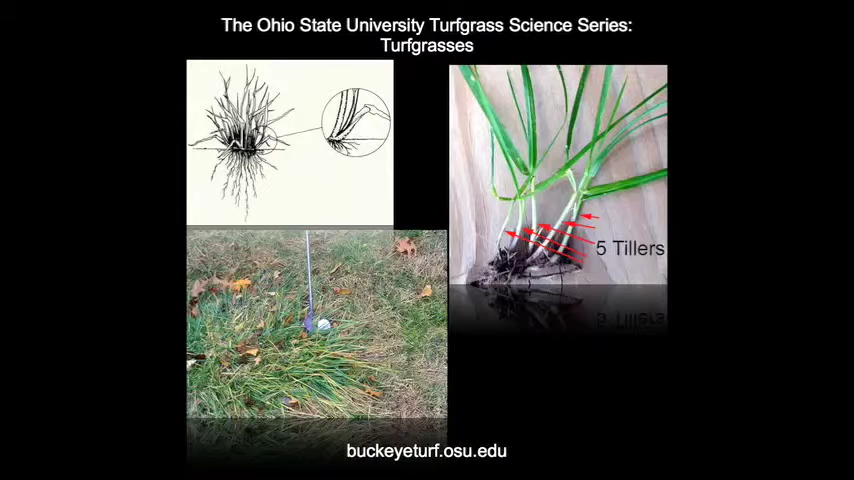 The Ohio State University Turfgrass Science Series:
Turfgrasses
5 Tillers
buckeyeturf.osu.edu